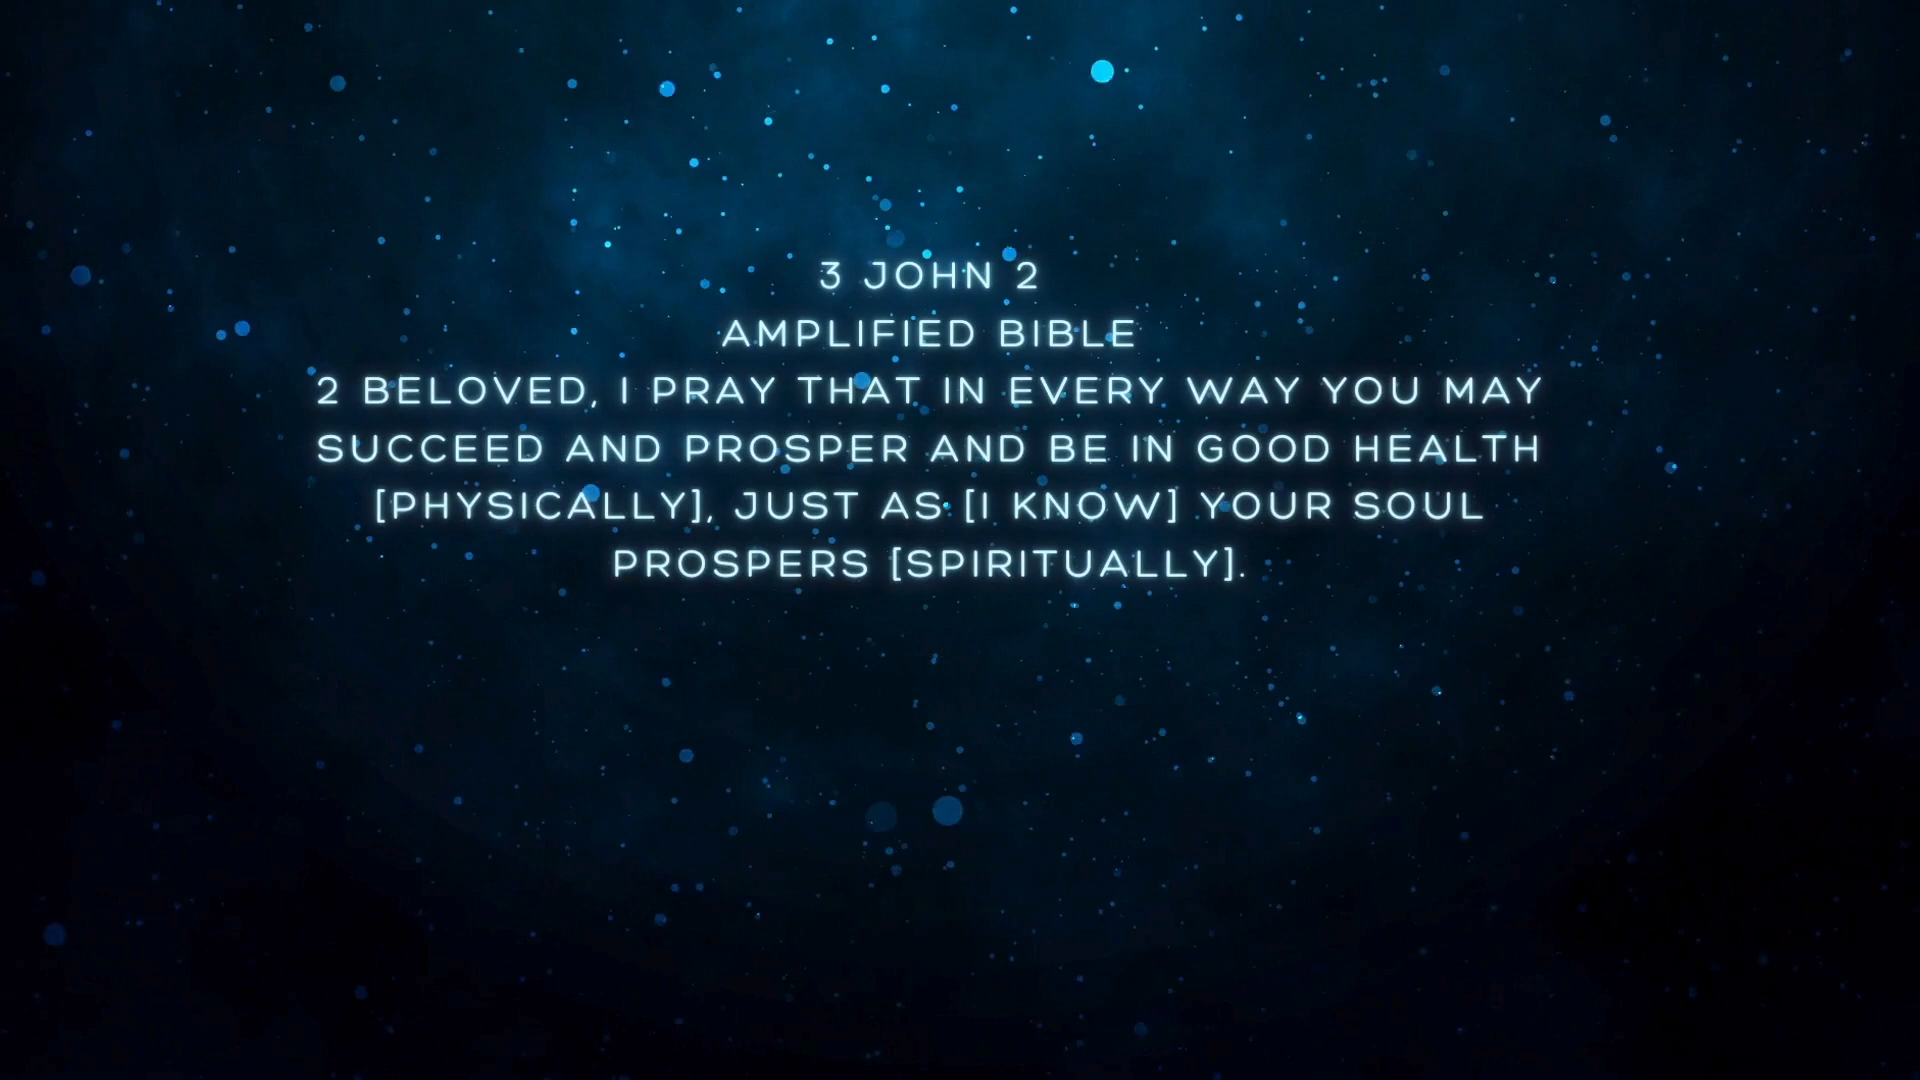 3 JOHN 2
AMPLIFIED BIBLE
2 BELOVED, I PRAY THAT IN EVERY WAY YOU MAY
SUCCEED AND PROSPER AND BE IN GOOD HEALTH
[PHYSICALLY], JUST AS [I KNOW] YOUR SOUL
PROSPERS [SPIRITUALLY].